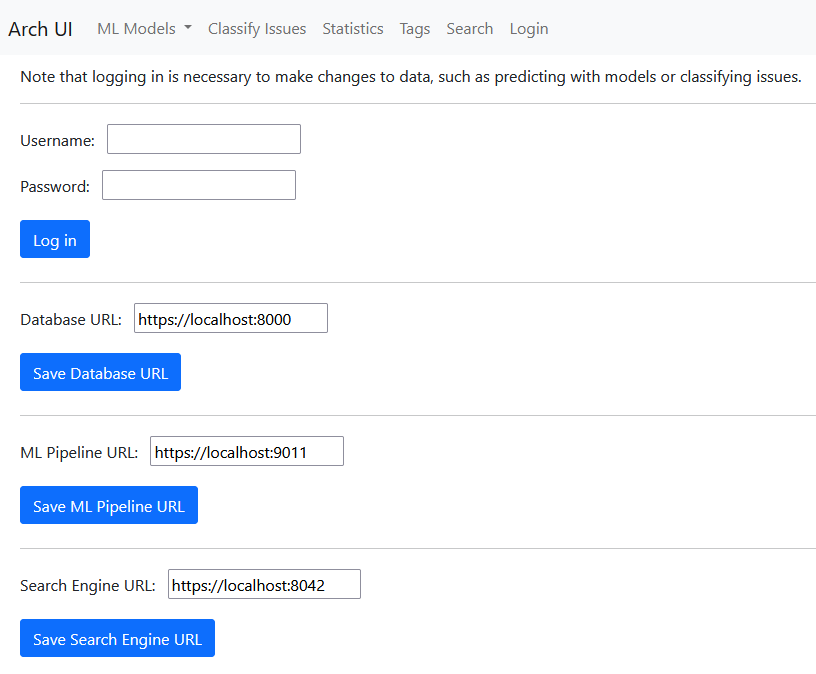 Arch UI ML Models Classify Issues Statistics Tags Search Login
Note that logging in is necessary to make changes to data, such as predicting with models or classifying issues.
Username:
Password:
Log in
Database URL: https://localhost:8000
Save Database URL
ML Pipeline URL: https://localhost:9011
Save ML Pipeline URL
Search Engine URL: https://localhost:8042
Save Search Engine URL